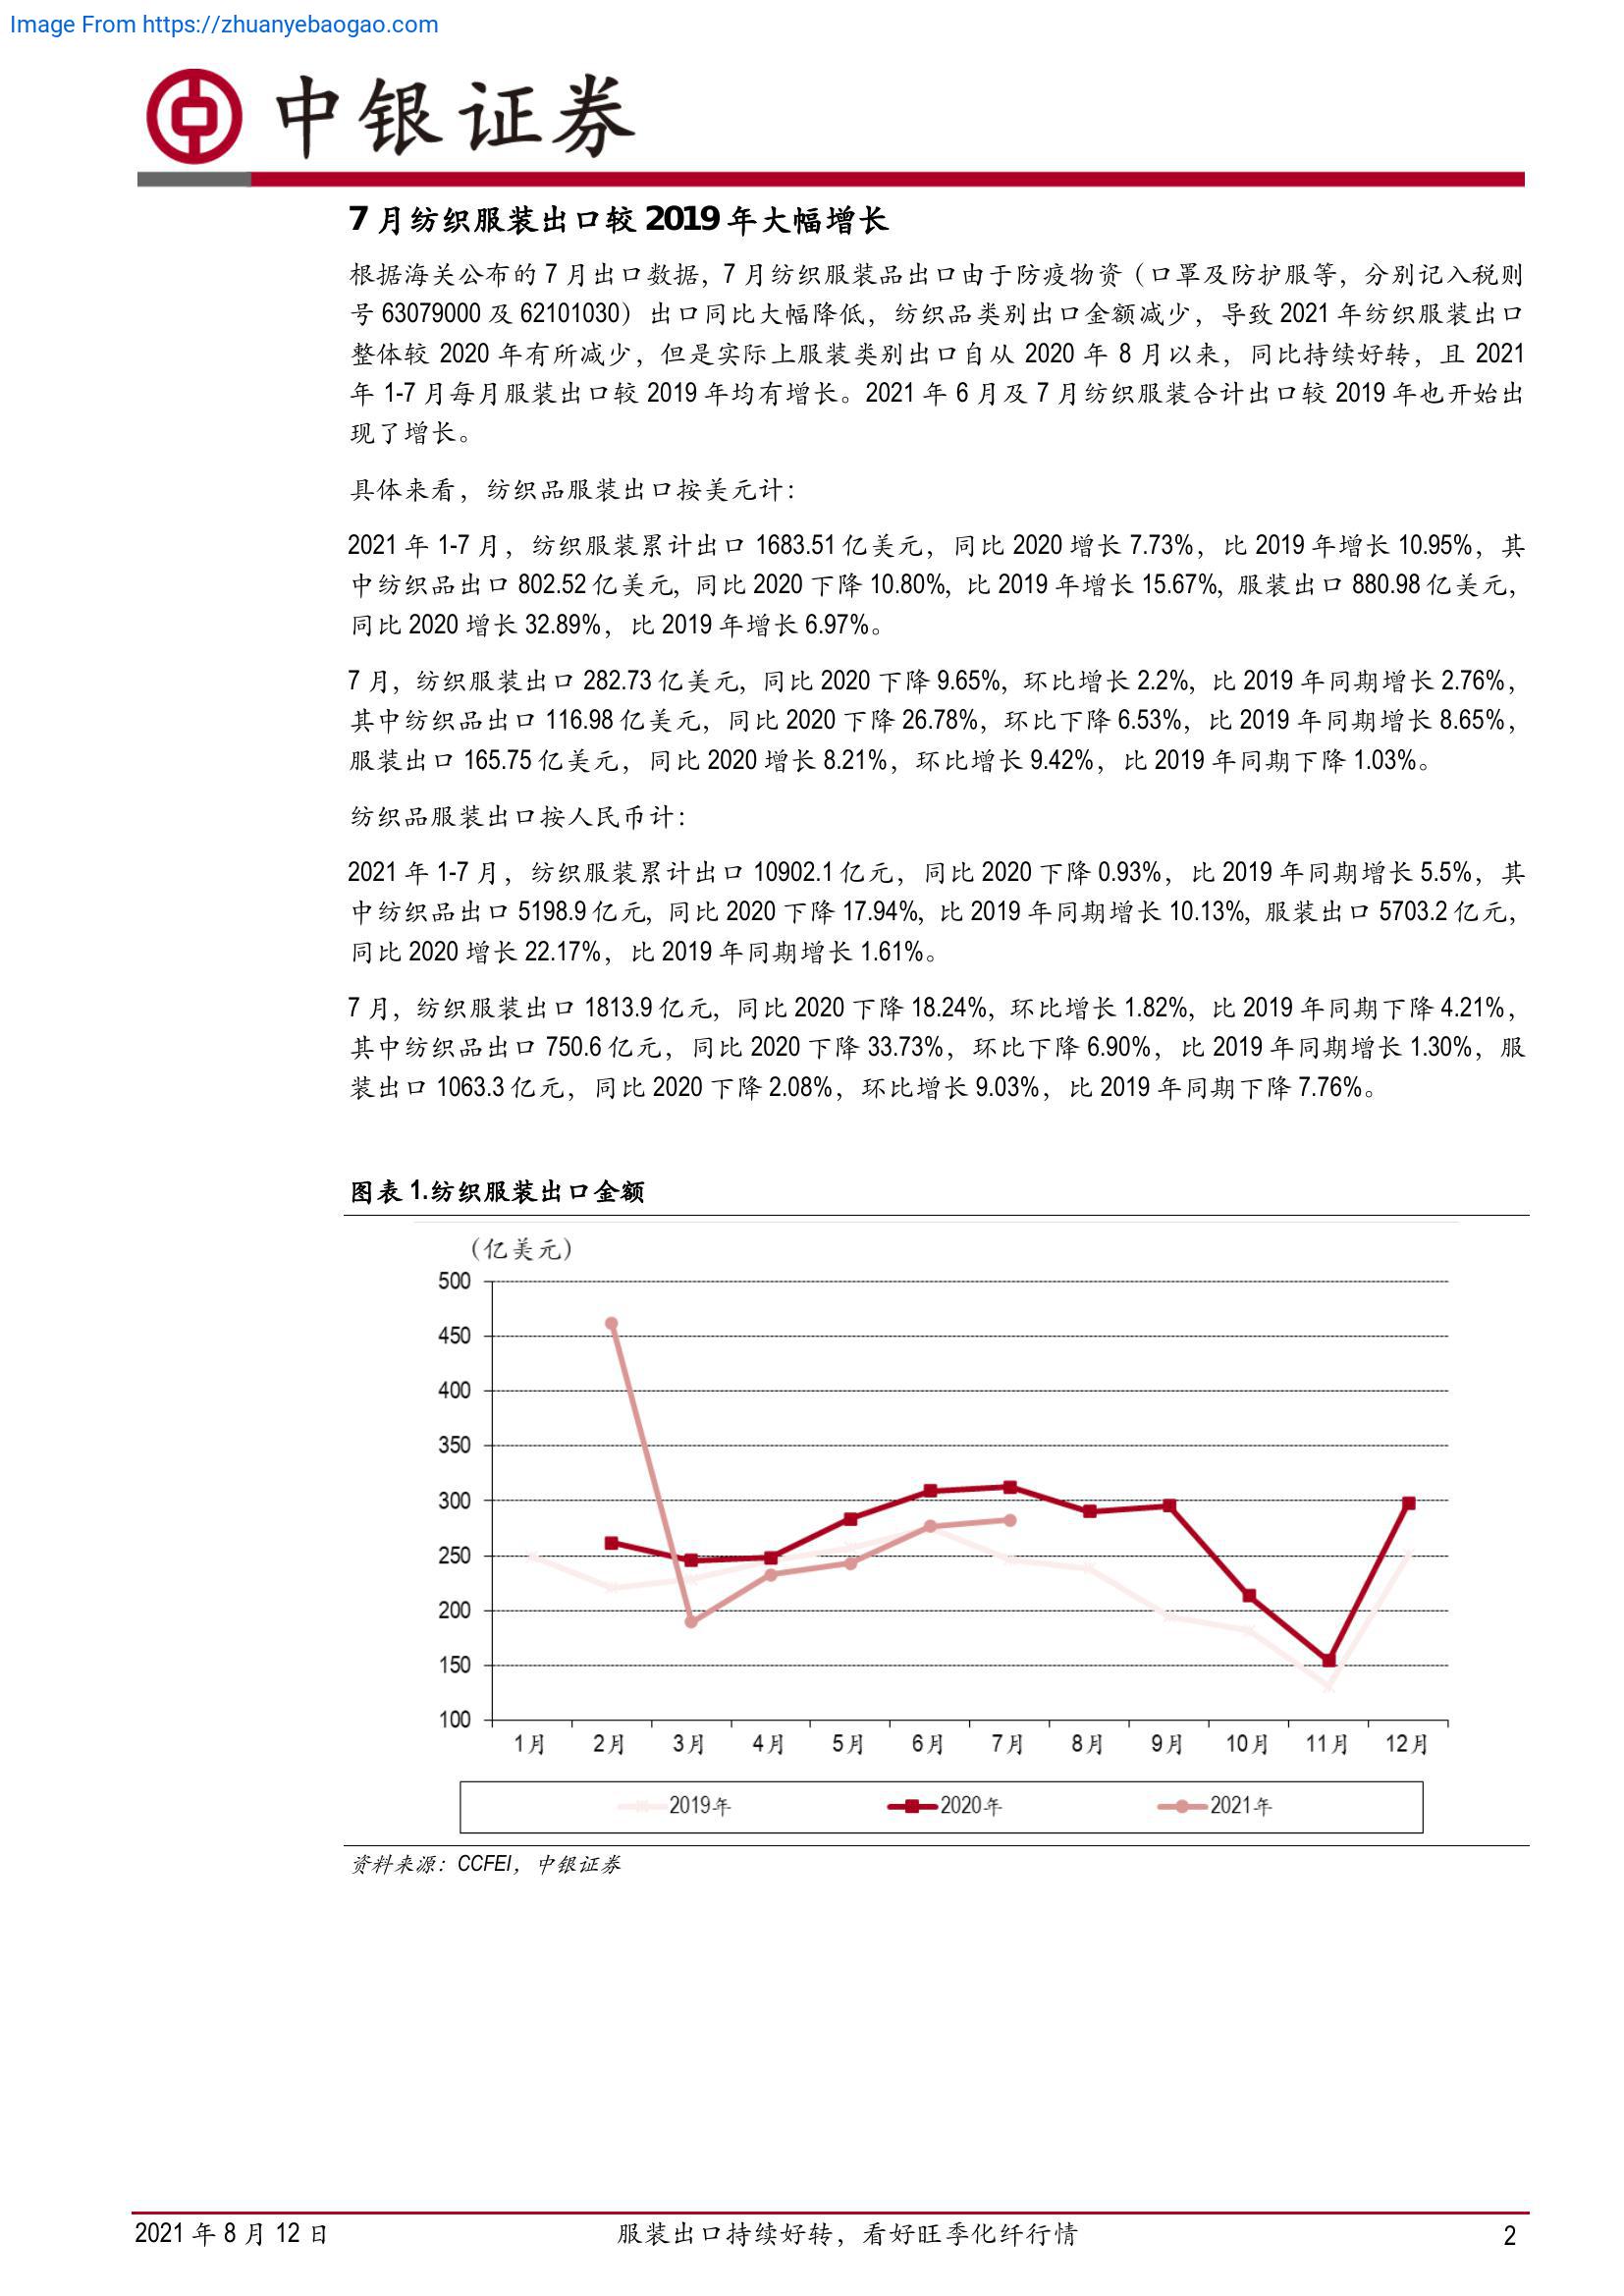 Image From https://zhuanyebaogao.com
中银证券
7 月纺织服装出口较 2019 年大幅增长
根据海关公布的 7 月出口数据，7 月纺织服装品出口由于防疫物资（口罩及防护服等，分别记入税则
号 63079000 及 62101030）出口同比大幅降低，纺织品类别出口金额减少，导致 2021 年纺织服装出口
整体较 2020 年有所减少，但是实际上服装类别出口自从 2020 年 8 月以来，同比持续好转，且 2021
年 1-7 月每月服装出口较 2019 年均有增长。2021 年 6 月及 7 月纺织服装合计出口较 2019 年也开始出
现了增长。
具体来看，纺织品服装出口按美元计：
2021 年 1-7 月，纺织服装累计出口 1683.51 亿美元，同比 2020 增长 7.73%，比 2019 年增长 10.95%，其
中纺织品出口 802.52 亿美元，同比 2020 下降 10.80%，比 2019 年增长 15.67%，服装出口 880.98 亿美元，
同比 2020 增长 32.89%，比 2019 年增长 6.97%。
7 月，纺织服装出口 282.73 亿美元，同比 2020 下降 9.65%，环比增长 2.2%，比 2019 年同期增长 2.76%，
其中纺织品出口 116.98 亿美元，同比 2020 下降 26.78%，环比下降 6.53%，比 2019 年同期增长 8.65%，
服装出口 165.75 亿美元，同比 2020 增长 8.21%，环比增长 9.42%，比 2019 年同期下降 1.03%。
纺织品服装出口按人民币计：
2021 年 1-7 月，纺织服装累计出口 10902.1 亿元，同比 2020 下降 0.93%，比 2019 年同期增长 5.5%，其
中纺织品出口 5198.9 亿元，同比 2020 下降 17.94%，比 2019 年同期增长 10.13%，服装出口 5703.2 亿元，
同比 2020 增长 22.17%，比 2019 年同期增长 1.61%。
7 月，纺织服装出口 1813.9 亿元，同比 2020 下降 18.24%，环比增长 1.82%，比 2019 年同期下降 4.21%，
其中纺织品出口 750.6 亿元，同比 2020 下降 33.73%，环比下降 6.90%，比 2019 年同期增长 1.30%，服
装出口 1063.3 亿元，同比 2020 下降 2.08%，环比增长 9.03%，比 2019 年同期下降 7.76%。
图表 1.纺织服装出口金额
（亿美元）
500
450
400
350
300
250
200
150
100
1月 2月 3月 4月 5月 6月 7月 8月 9月 10月 11月 12月
2019年 2020年 2021年
资料来源：CCFEI，中银证券
2021 年 8 月 12 日 服装出口持续好转，看好旺季化纤行情 2